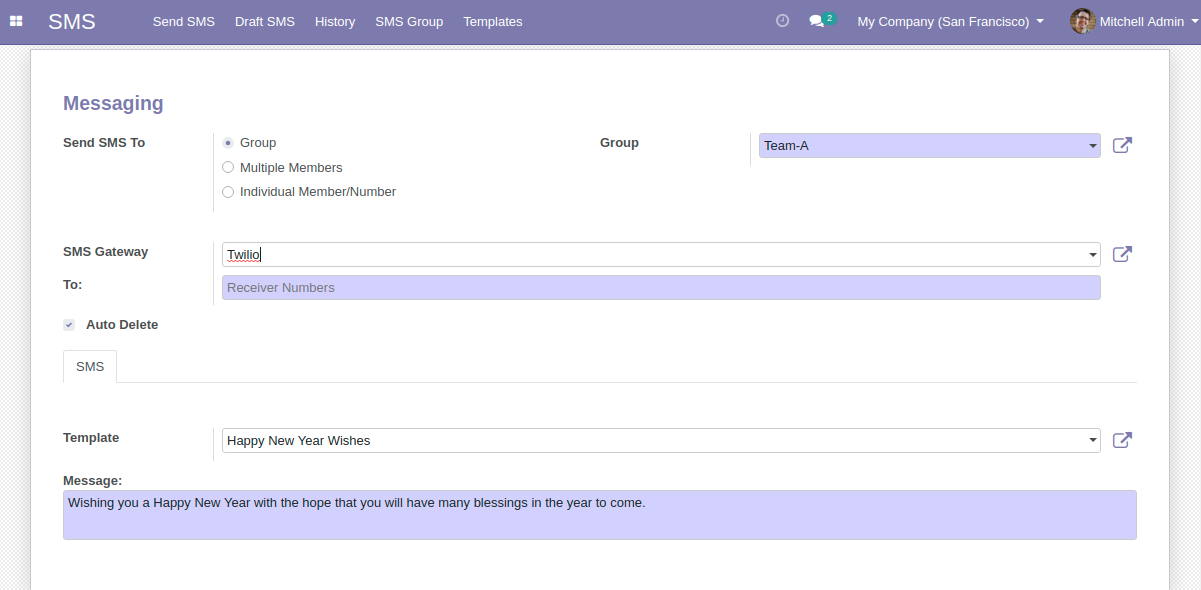 SMS Send SMS Draft SMS History SMS Group Templates 2 My Company (San Francisco) Mitchell Admin
Messaging
Send SMS To Group Group Team-A
Multiple Members
Individual Member/Number
SMS Gateway Twilio
To: Receiver Numbers
Auto Delete
SMS
Template Happy New Year Wishes
Message:
Wishing you a Happy New Year with the hope that you will have many blessings in the year to come.